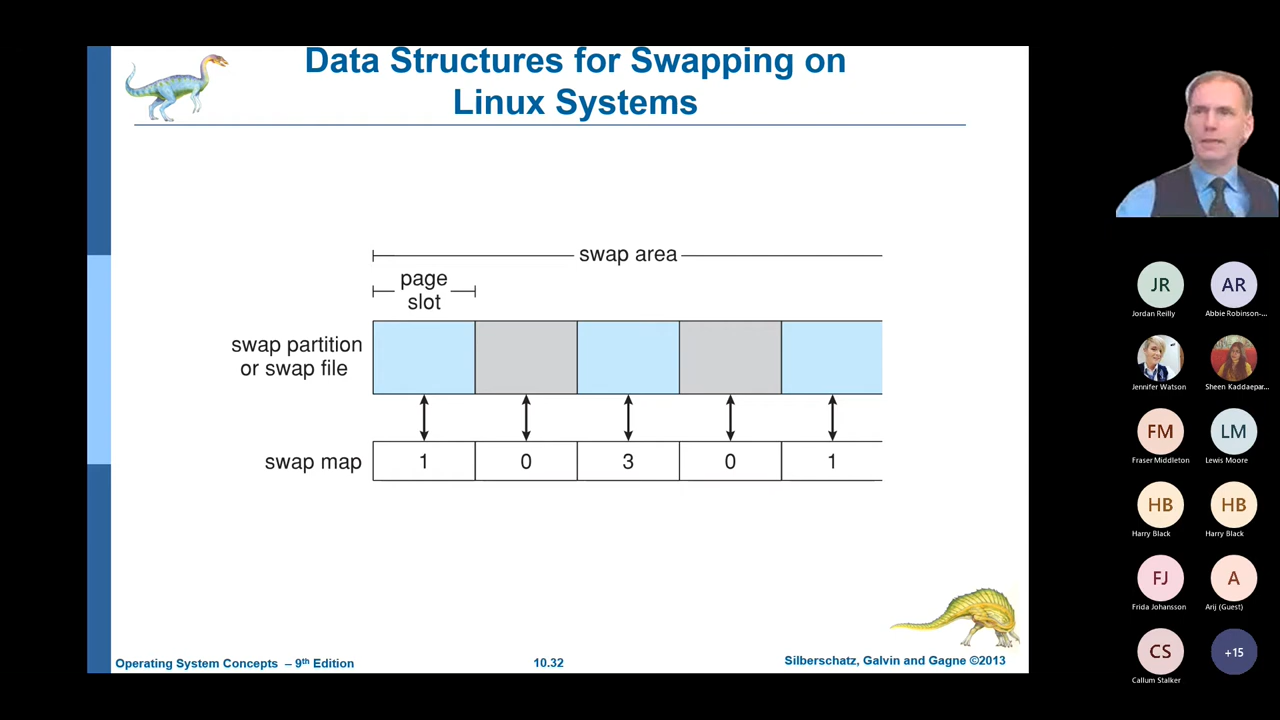 Data Structures for Swapping on
Linux Systems
swap area
page
slot
swap partition
or swap file
swap map
1
0
3
0
1
Operating System Concepts – 9th Edition
10.32
Silberschatz, Galvin and Gagne ©2013
JR
AR
Jordan Reilly
Abbie Robinson-...
Jennifer Watson
Sheen Kaddaepar...
FM
LM
Fraser Middleton
Lewis Moore
HB
HB
Harry Black
Harry Black
FJ
A
Frida Johansson
Arij (Guest)
CS
+15
Callum Stalker